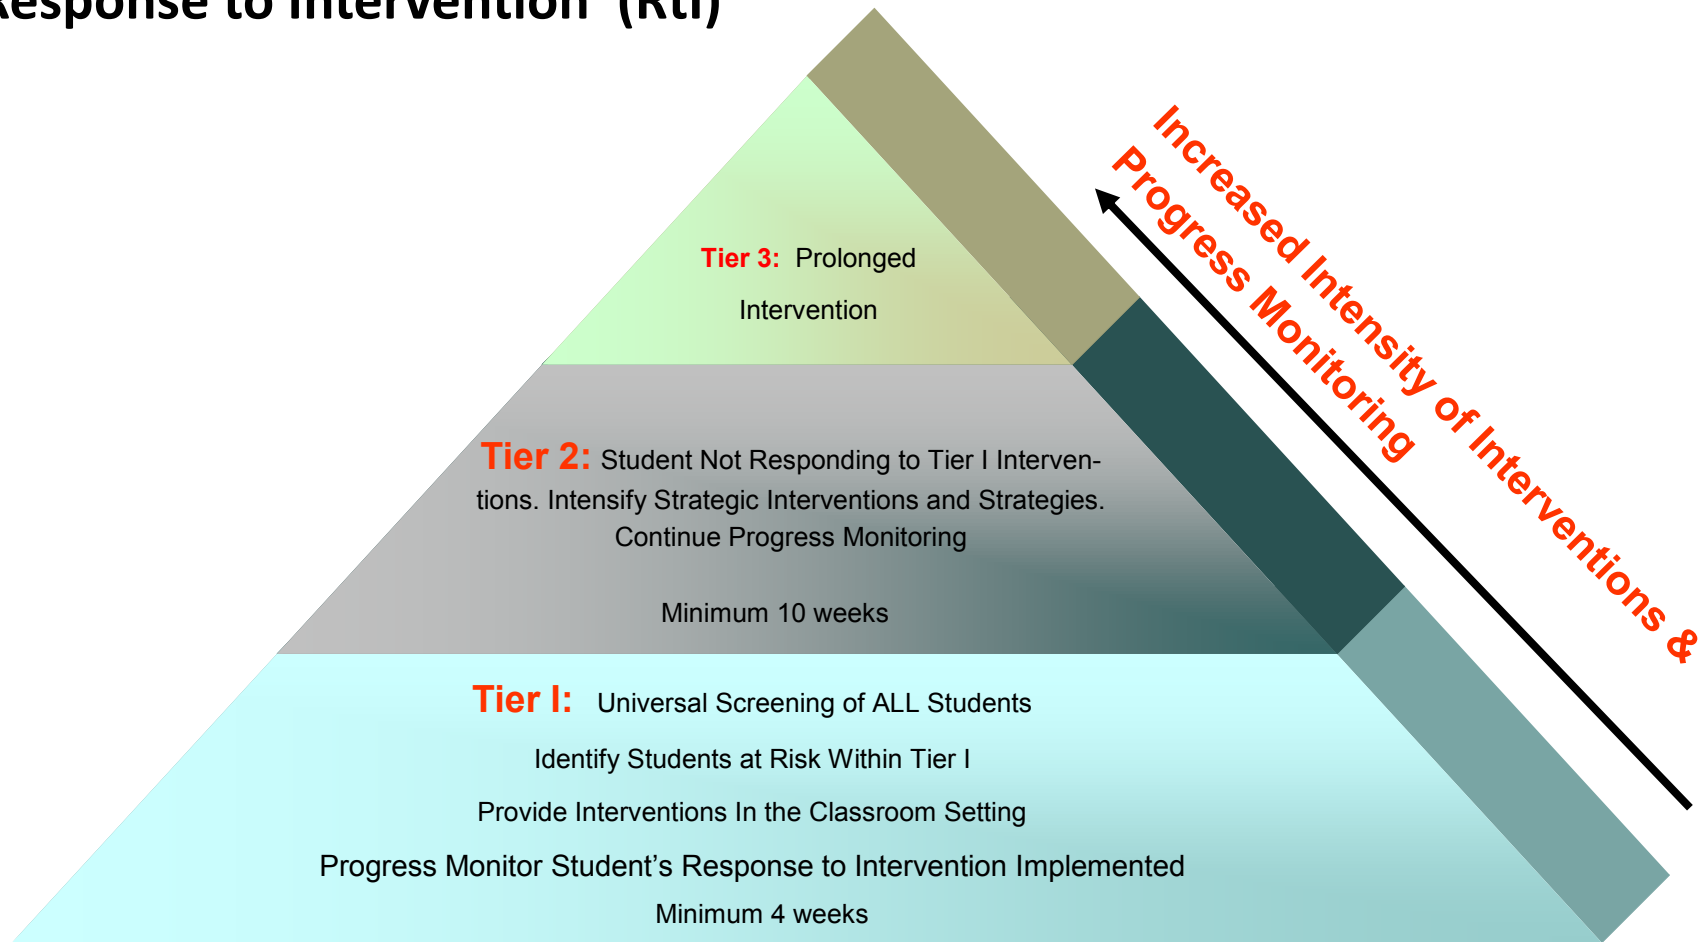 Response to Intervention (RtI)
Increased Intensity of Interventions &
Progress Monitoring
Tier 3: Prolonged
Intervention
Tier 2: Student Not Responding to Tier I Interven-
tions. Intensify Strategic Interventions and Strategies.
Continue Progress Monitoring
Minimum 10 weeks
Tier I: Universal Screening of ALL Students
Identify Students at Risk Within Tier I
Provide Interventions In the Classroom Setting
Progress Monitor Student’s Response to Intervention Implemented
Minimum 4 weeks